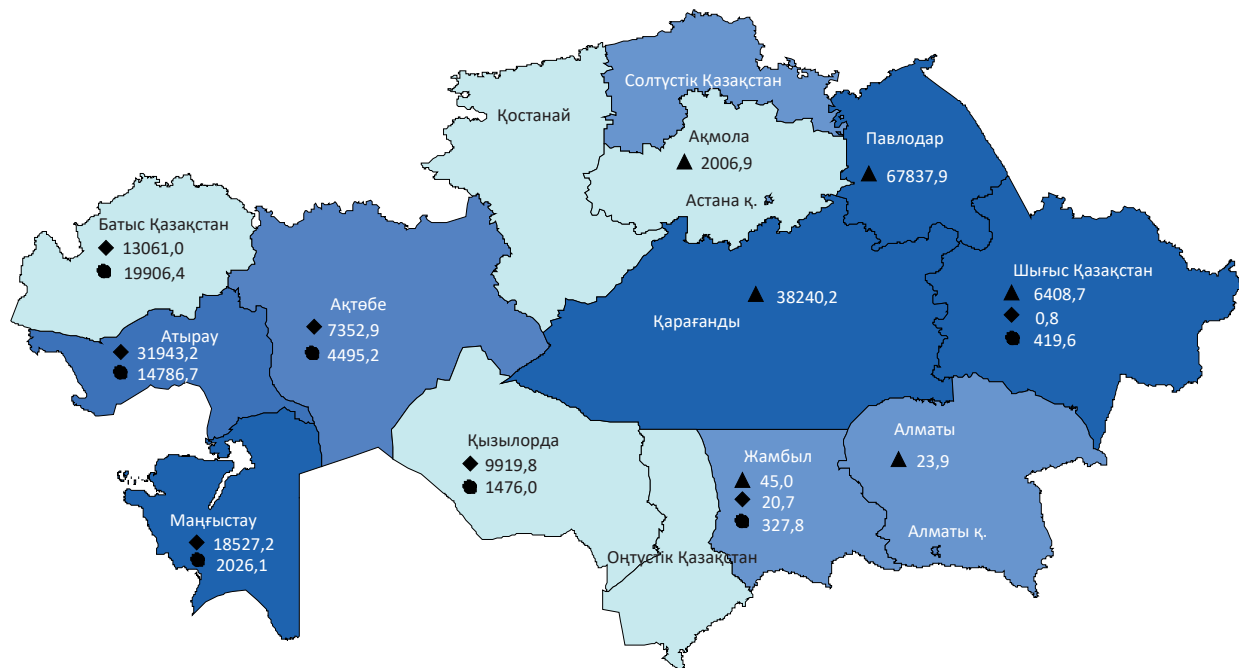 Солтүстік Қазақстан
Қостанай
Ақмола
2006,9
Астана қ.
Павлодар
67837,9
Батыс Қазақстан
13061,0
19906,4
Ақтөбе
7352,9
4495,2
Атырау
31943,2
14786,7
Қарағанды
38240,2
Шығыс Қазақстан
6408,7
0,8
419,6
Қызылорда
9919,8
1476,0
Жамбыл
45,0
20,7
327,8
Алматы
23,9
Алматы қ.
Маңғыстау
18527,2
2026,1
Оңтүстік Қазақстан